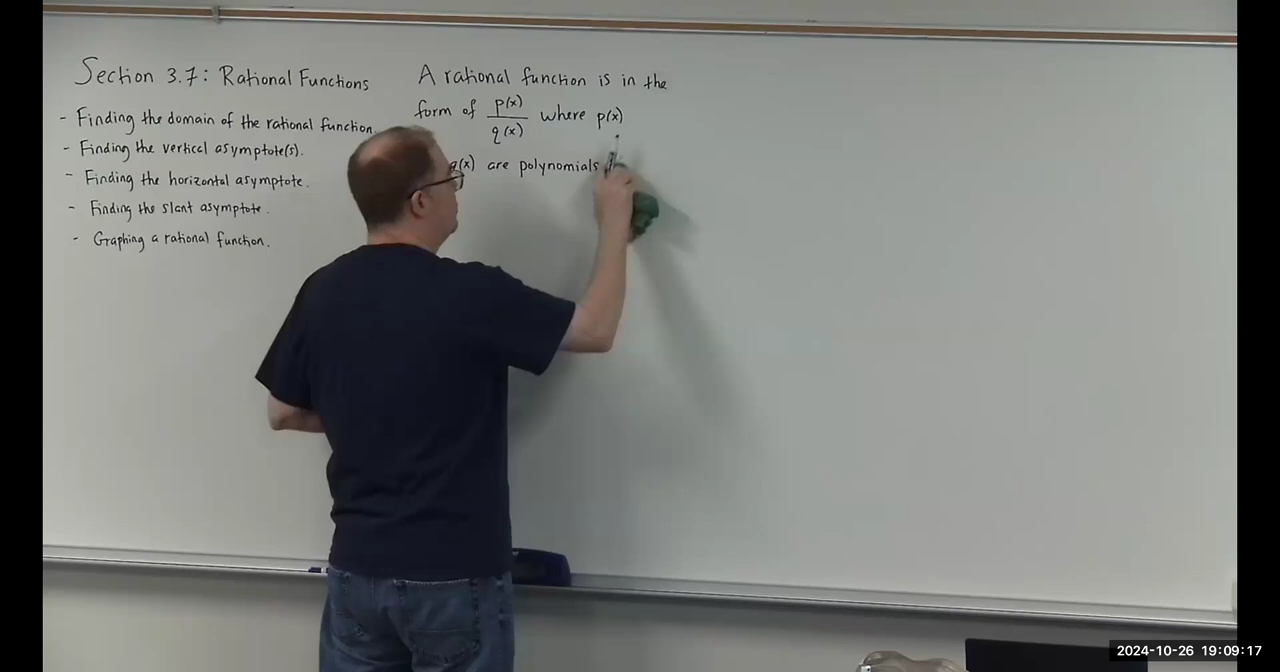 Section 3.7: Rational Functions
- Finding the domain of the rational function.
- Finding the vertical asymptote(s).
- Finding the horizontal asymptote.
- Finding the slant asymptote.
- Graphing a rational function.
A rational function is in the
form of p(x)/q(x) where p(x)
q(x) are polynomials
2024-10-26 19:09:17